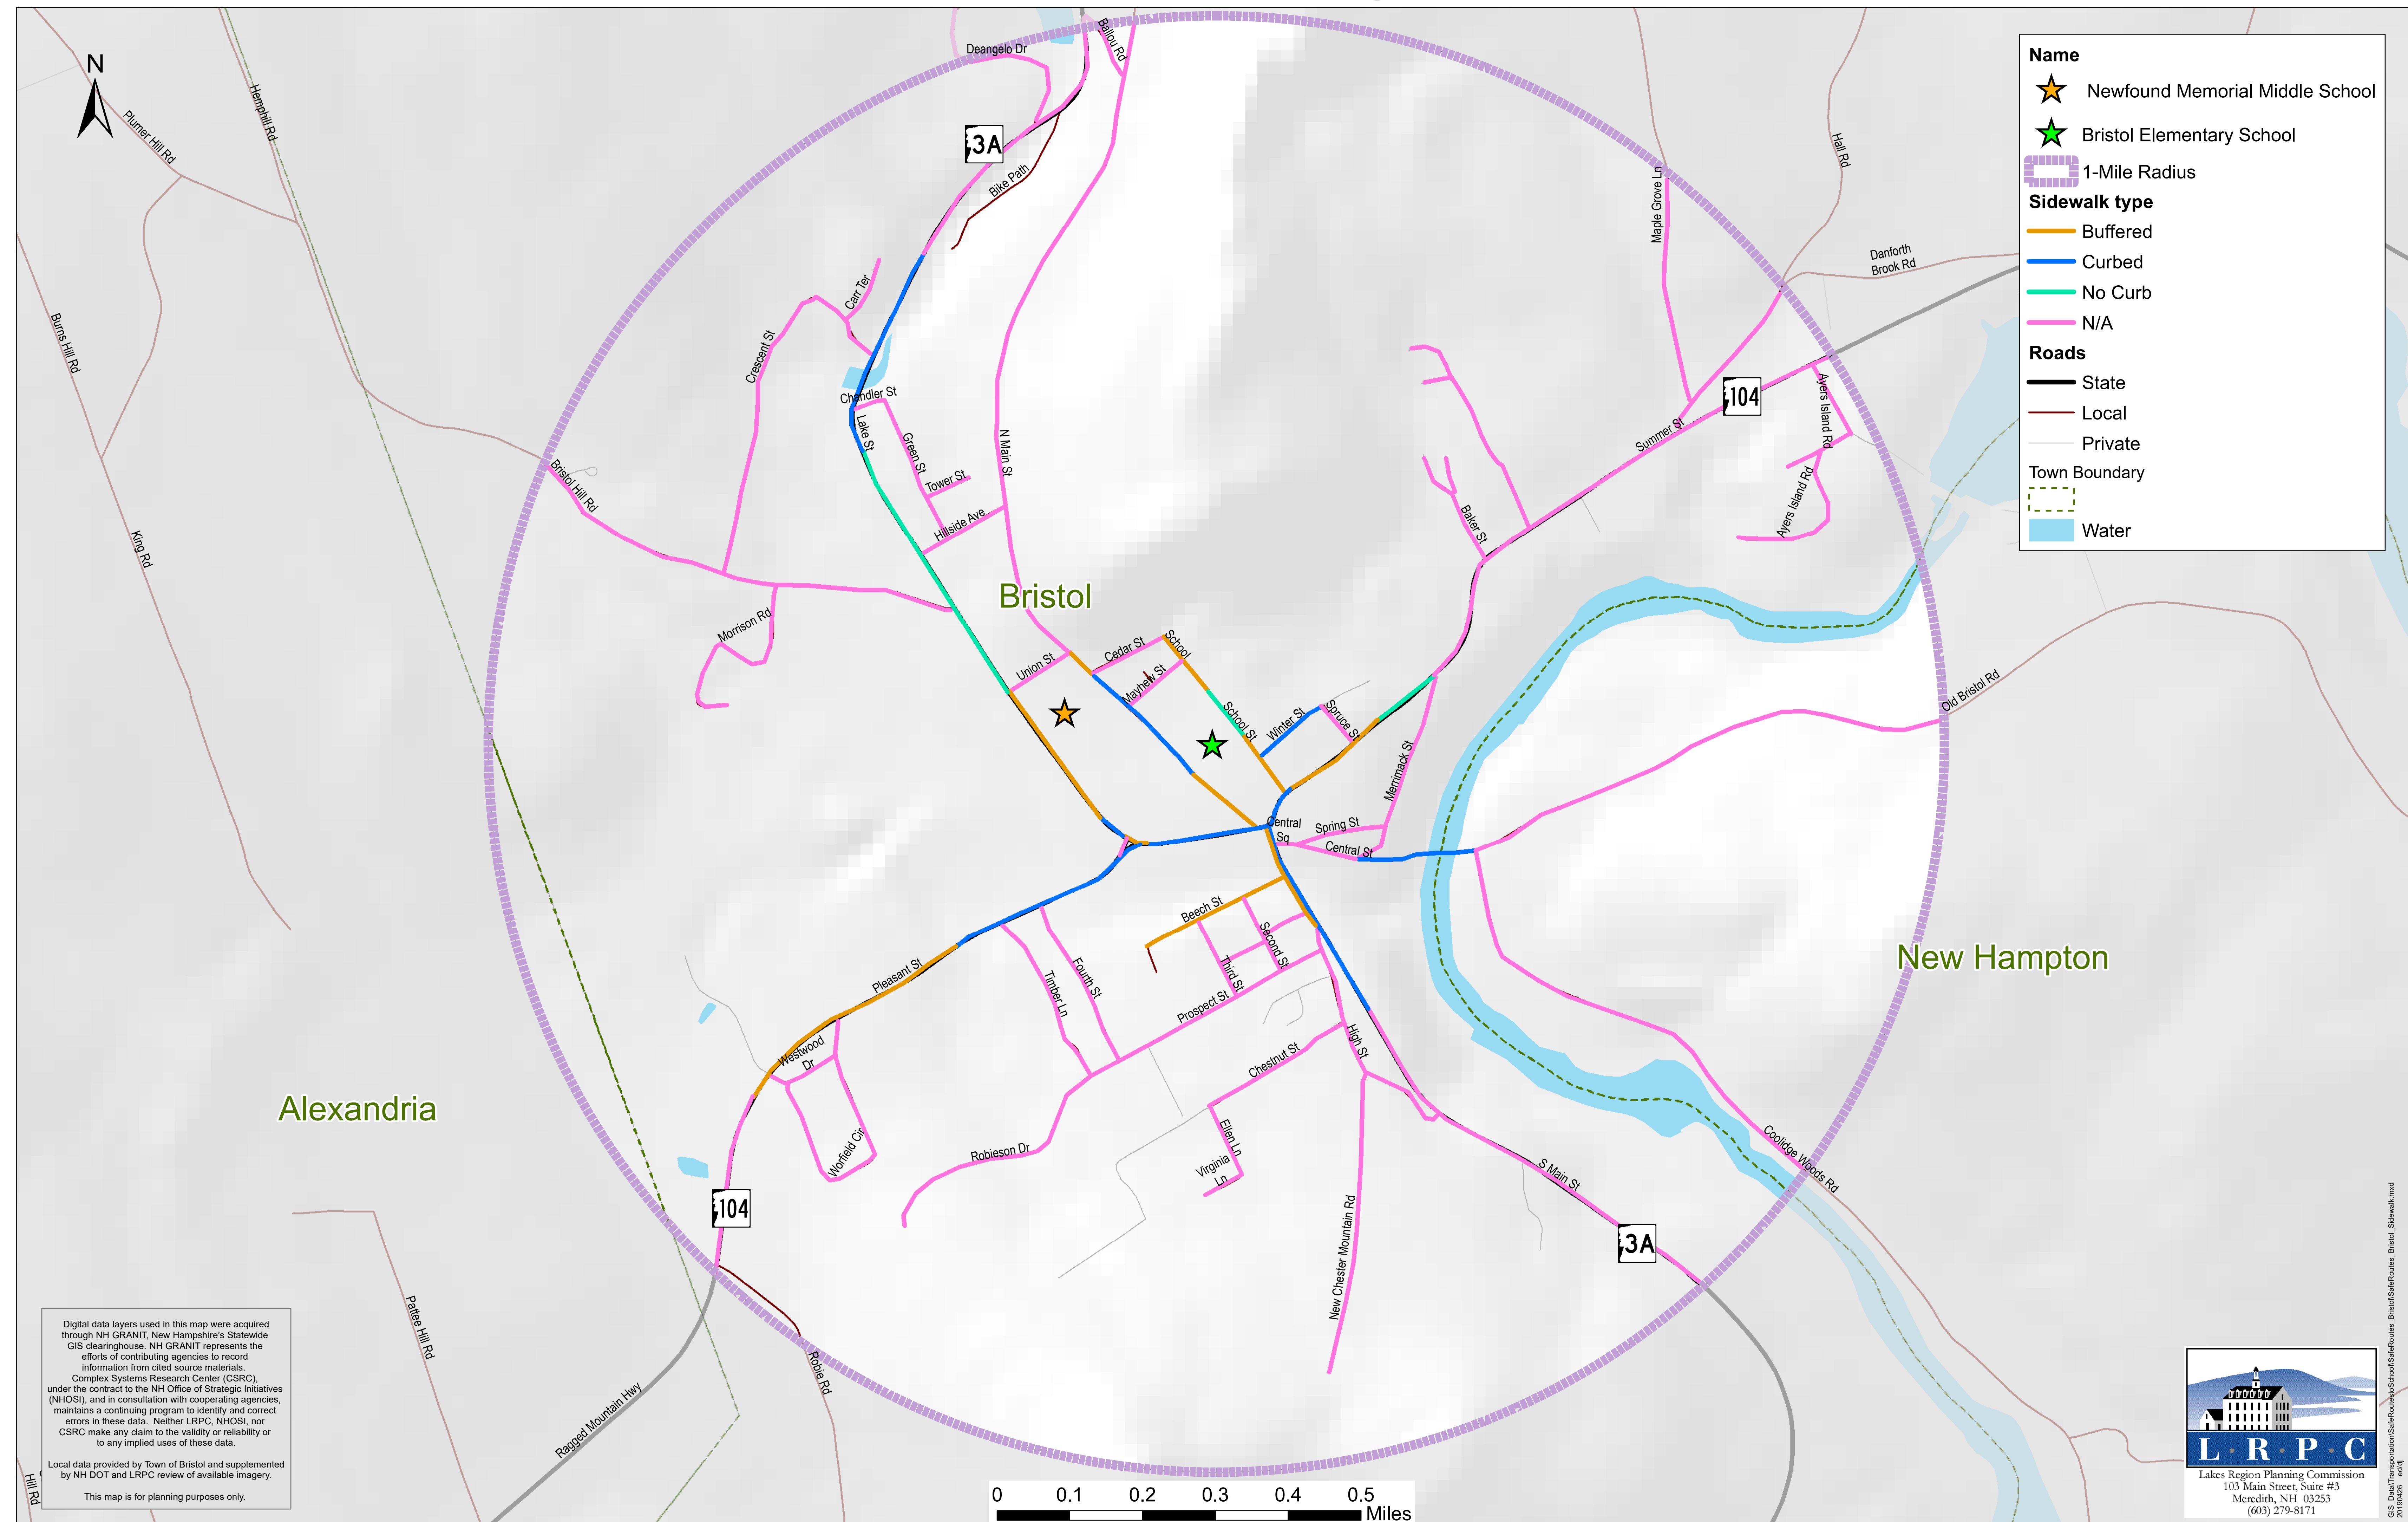 N
Deangelo Dr
Ballou Rd
Plumer Hill Rd
Hemphill Rd
3A
Bike Path
Hall Rd
Maple Grove Ln
Danforth
Brook Rd
Name
Newfound Memorial Middle School
Bristol Elementary School
1-Mile Radius
Sidewalk type
Buffered
Curbed
No Curb
N/A
Roads
State
Local
Private
Town Boundary
Water
Burns Hill Rd
Carr Ter
Crescent St
Chandler St
Lake St
Green St
Tower St
Hillside Ave
N Main St
104
Summer St
Ayers Island Rd
Ayers Island Rd
Baker St
Bristol Hill Rd
King Rd
Bristol
Morrison Rd
Union St
Cedar St
School
Mayhew St
School St
Winter St
Spruce St
Merrimack St
Old Bristol Rd
Central
Sq
Spring St
Central St
Beech St
Second St
Third St
Pleasant St
Timber Ln
Fourth St
Prospect St
New Hampton
Westwood
Dr
Chestnut St
High St
Alexandria
Worfield Cir
Robieson Dr
Ellen Ln
Virginia
Ln
Coolidge Woods Rd
S Main St
104
3A
New Chester Mountain Rd
Pattee Hill Rd
Robie Rd
Ragged Mountain Hwy
Hill Rd
Digital data layers used in this map were acquired
through NH GRANIT, New Hampshire's Statewide
GIS clearinghouse. NH GRANIT represents the
efforts of contributing agencies to record
information from cited source materials.
Complex Systems Research Center (CSRC),
under the contract to the NH Office of Strategic Initiatives
(NHOSI), and in consultation with cooperating agencies,
maintains a continuing program to identify and correct
errors in these data. Neither LRPC, NHOSI, nor
CSRC make any claim to the validity or reliability or
to any implied uses of these data.
Local data provided by Town of Bristol and supplemented
by NH DOT and LRPC review of available imagery.
This map is for planning purposes only.
0 0.1 0.2 0.3 0.4 0.5
Miles
L · R · P · C
Lakes Region Planning Commission
103 Main Street, Suite #3
Meredith, NH 03253
(603) 279-8171
GIS_Data\Transportation\SafeRoutestoSchool\SafeRoutes_Bristol\SafeRoutes_Bristol_Sidewalk.mxd
20190426 ed/dj